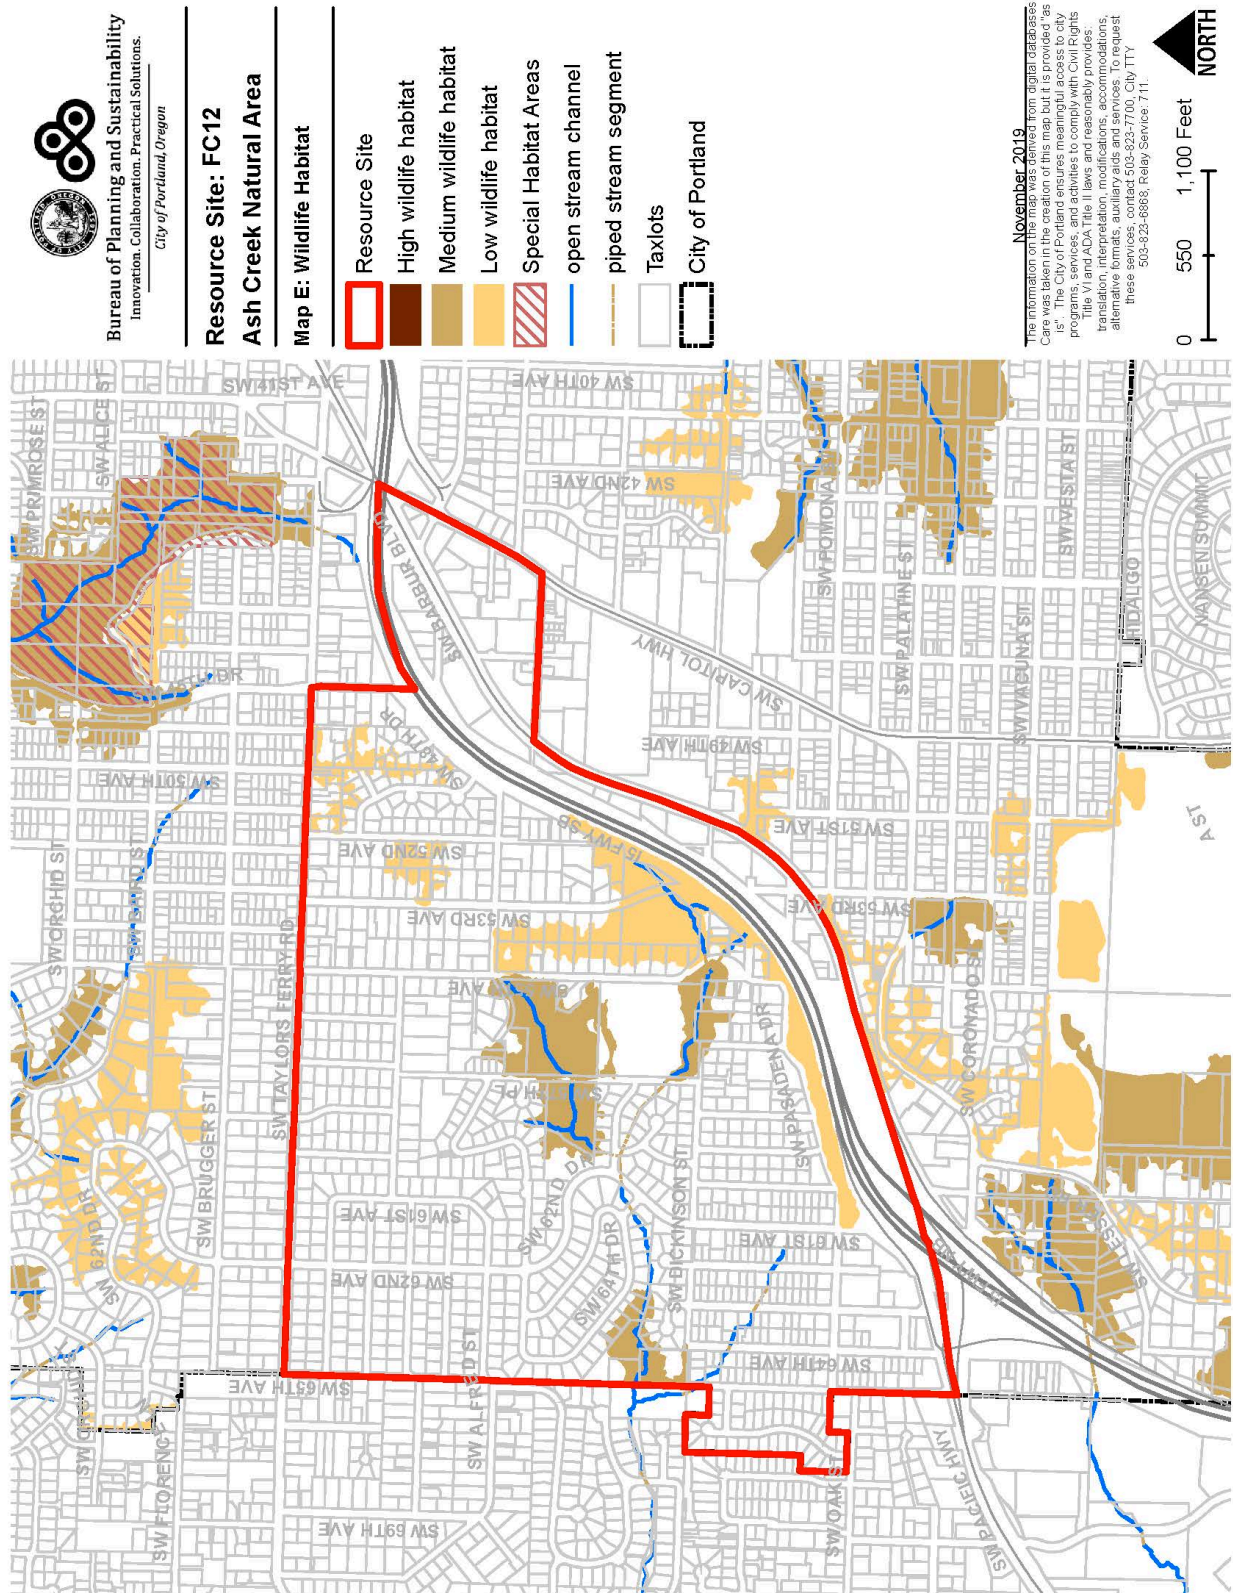 Bureau of Planning and Sustainability
Innovation. Collaboration. Practical Solutions.
City of Portland, Oregon
Resource Site: FC12
Ash Creek Natural Area
Map E: Wildlife Habitat
Resource Site
High wildlife habitat
Medium wildlife habitat
Low wildlife habitat
Special Habitat Areas
open stream channel
piped stream segment
Taxlots
City of Portland
November 2019
The information on the map was derived from digital databases
Care was taken in the creation of this map but it is provided "as
is". The City of Portland ensures meaningful access to city
programs, services, and activities to comply with Civil Rights
Title VI and ADA Title II laws and reasonably provides:
translation, interpretation, modifications, accommodations,
alternative formats, auxiliary aids and services. To request
these services, contact 503-823-7700, City TTY
503-823-6868, Relay Service: 711.
0 550 1,100 Feet
NORTH
SW PRIMROSE ST
SW ALICE ST
SW 41ST AVE
SW 40TH AVE
SW 42ND AVE
SW BARBUR BLVD
SW CAPITOL HWY
SW POMONA
SW PALATINE ST
SW VESTA ST
SW VACUNA ST
HIDALGO
NANSEN SUMMIT
SW 48TH DR
SW 49TH AVE
SW 50TH AVE
SW 51ST AVE
SW 52ND AVE
SW 53RD AVE
SW 53RD AVE
I5 FWY SB
A ST
SW ORCHID ST
SW TAYLORS FERRY RD
SW BRUGGER ST
SW PASADENA DR
SW CORONADO S
SW 62ND DR
SW 61ST AVE
SW 62ND DR
SW 62ND AVE
SW 64TH DR
SW DICKINSON ST
SW 61ST AVE
SW 64TH AVE
SW 65TH AVE
SW ALFRED ST
SW FLORENCE
SW 69TH AVE
SW OAK ST
SW PACIFIC HWY